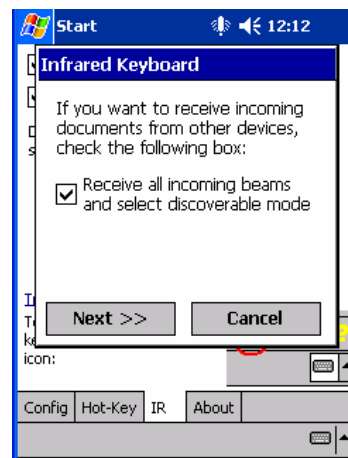 Start 12:12
Infrared Keyboard
If you want to receive incoming
documents from other devices,
check the following box:
Receive all incoming beams
and select discoverable mode
Next >> Cancel
icon:
Config Hot-Key IR About